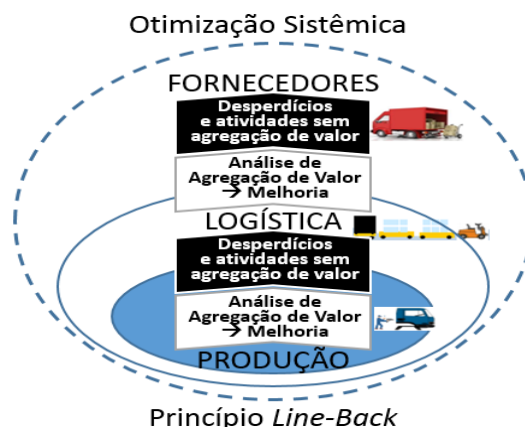 Otimização Sistêmica
FORNECEDORES
Desperdícios
e atividades sem
agregação de valor
Análise de
Agregação de Valor
→ Melhoria
LOGÍSTICA
Desperdícios
e atividades sem
agregação de valor
Análise de
Agregação de Valor
→ Melhoria
PRODUÇÃO
Princípio Line-Back